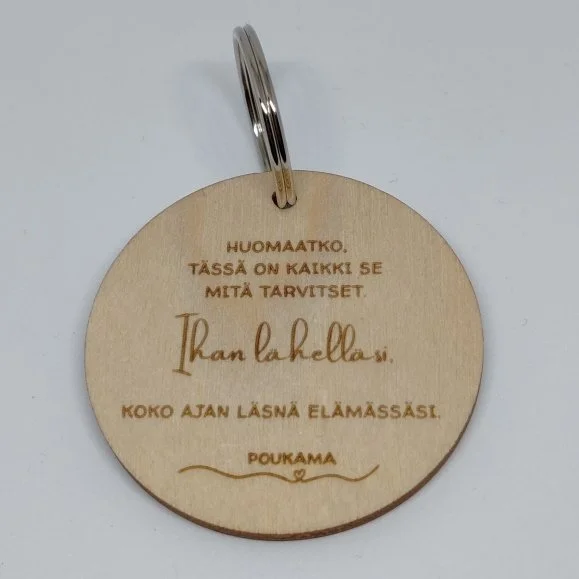 HUOMAATKO,
TÄSSÄ ON KAIKKI SE
MITÄ TARVITSET.
Ihan lähelläsi.
KOKO AJAN LÄSNÄ ELÄMÄSSÄSI.
POUKAMA